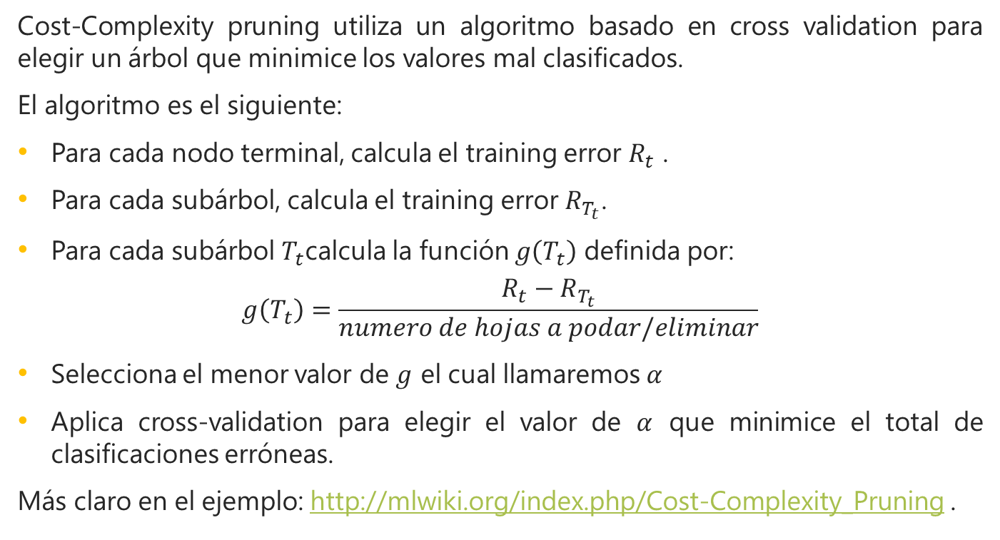 Cost-Complexity pruning utiliza un algoritmo basado en cross validation para
elegir un árbol que minimice los valores mal clasificados.
El algoritmo es el siguiente:
• Para cada nodo terminal, calcula el training error $R_t$ .
• Para cada subárbol, calcula el training error $R_{T_t}$.
• Para cada subárbol $T_t$calcula la función $g(T_t)$ definida por:
$g(T_t) = \frac{R_t - R_{T_t}}{numero\ de\ hojas\ a\ podar/eliminar}$
• Selecciona el menor valor de $g$ el cual llamaremos $\alpha$
• Aplica cross-validation para elegir el valor de $\alpha$ que minimice el total de
clasificaciones erróneas.
Más claro en el ejemplo: http://mlwiki.org/index.php/Cost-Complexity_Pruning .